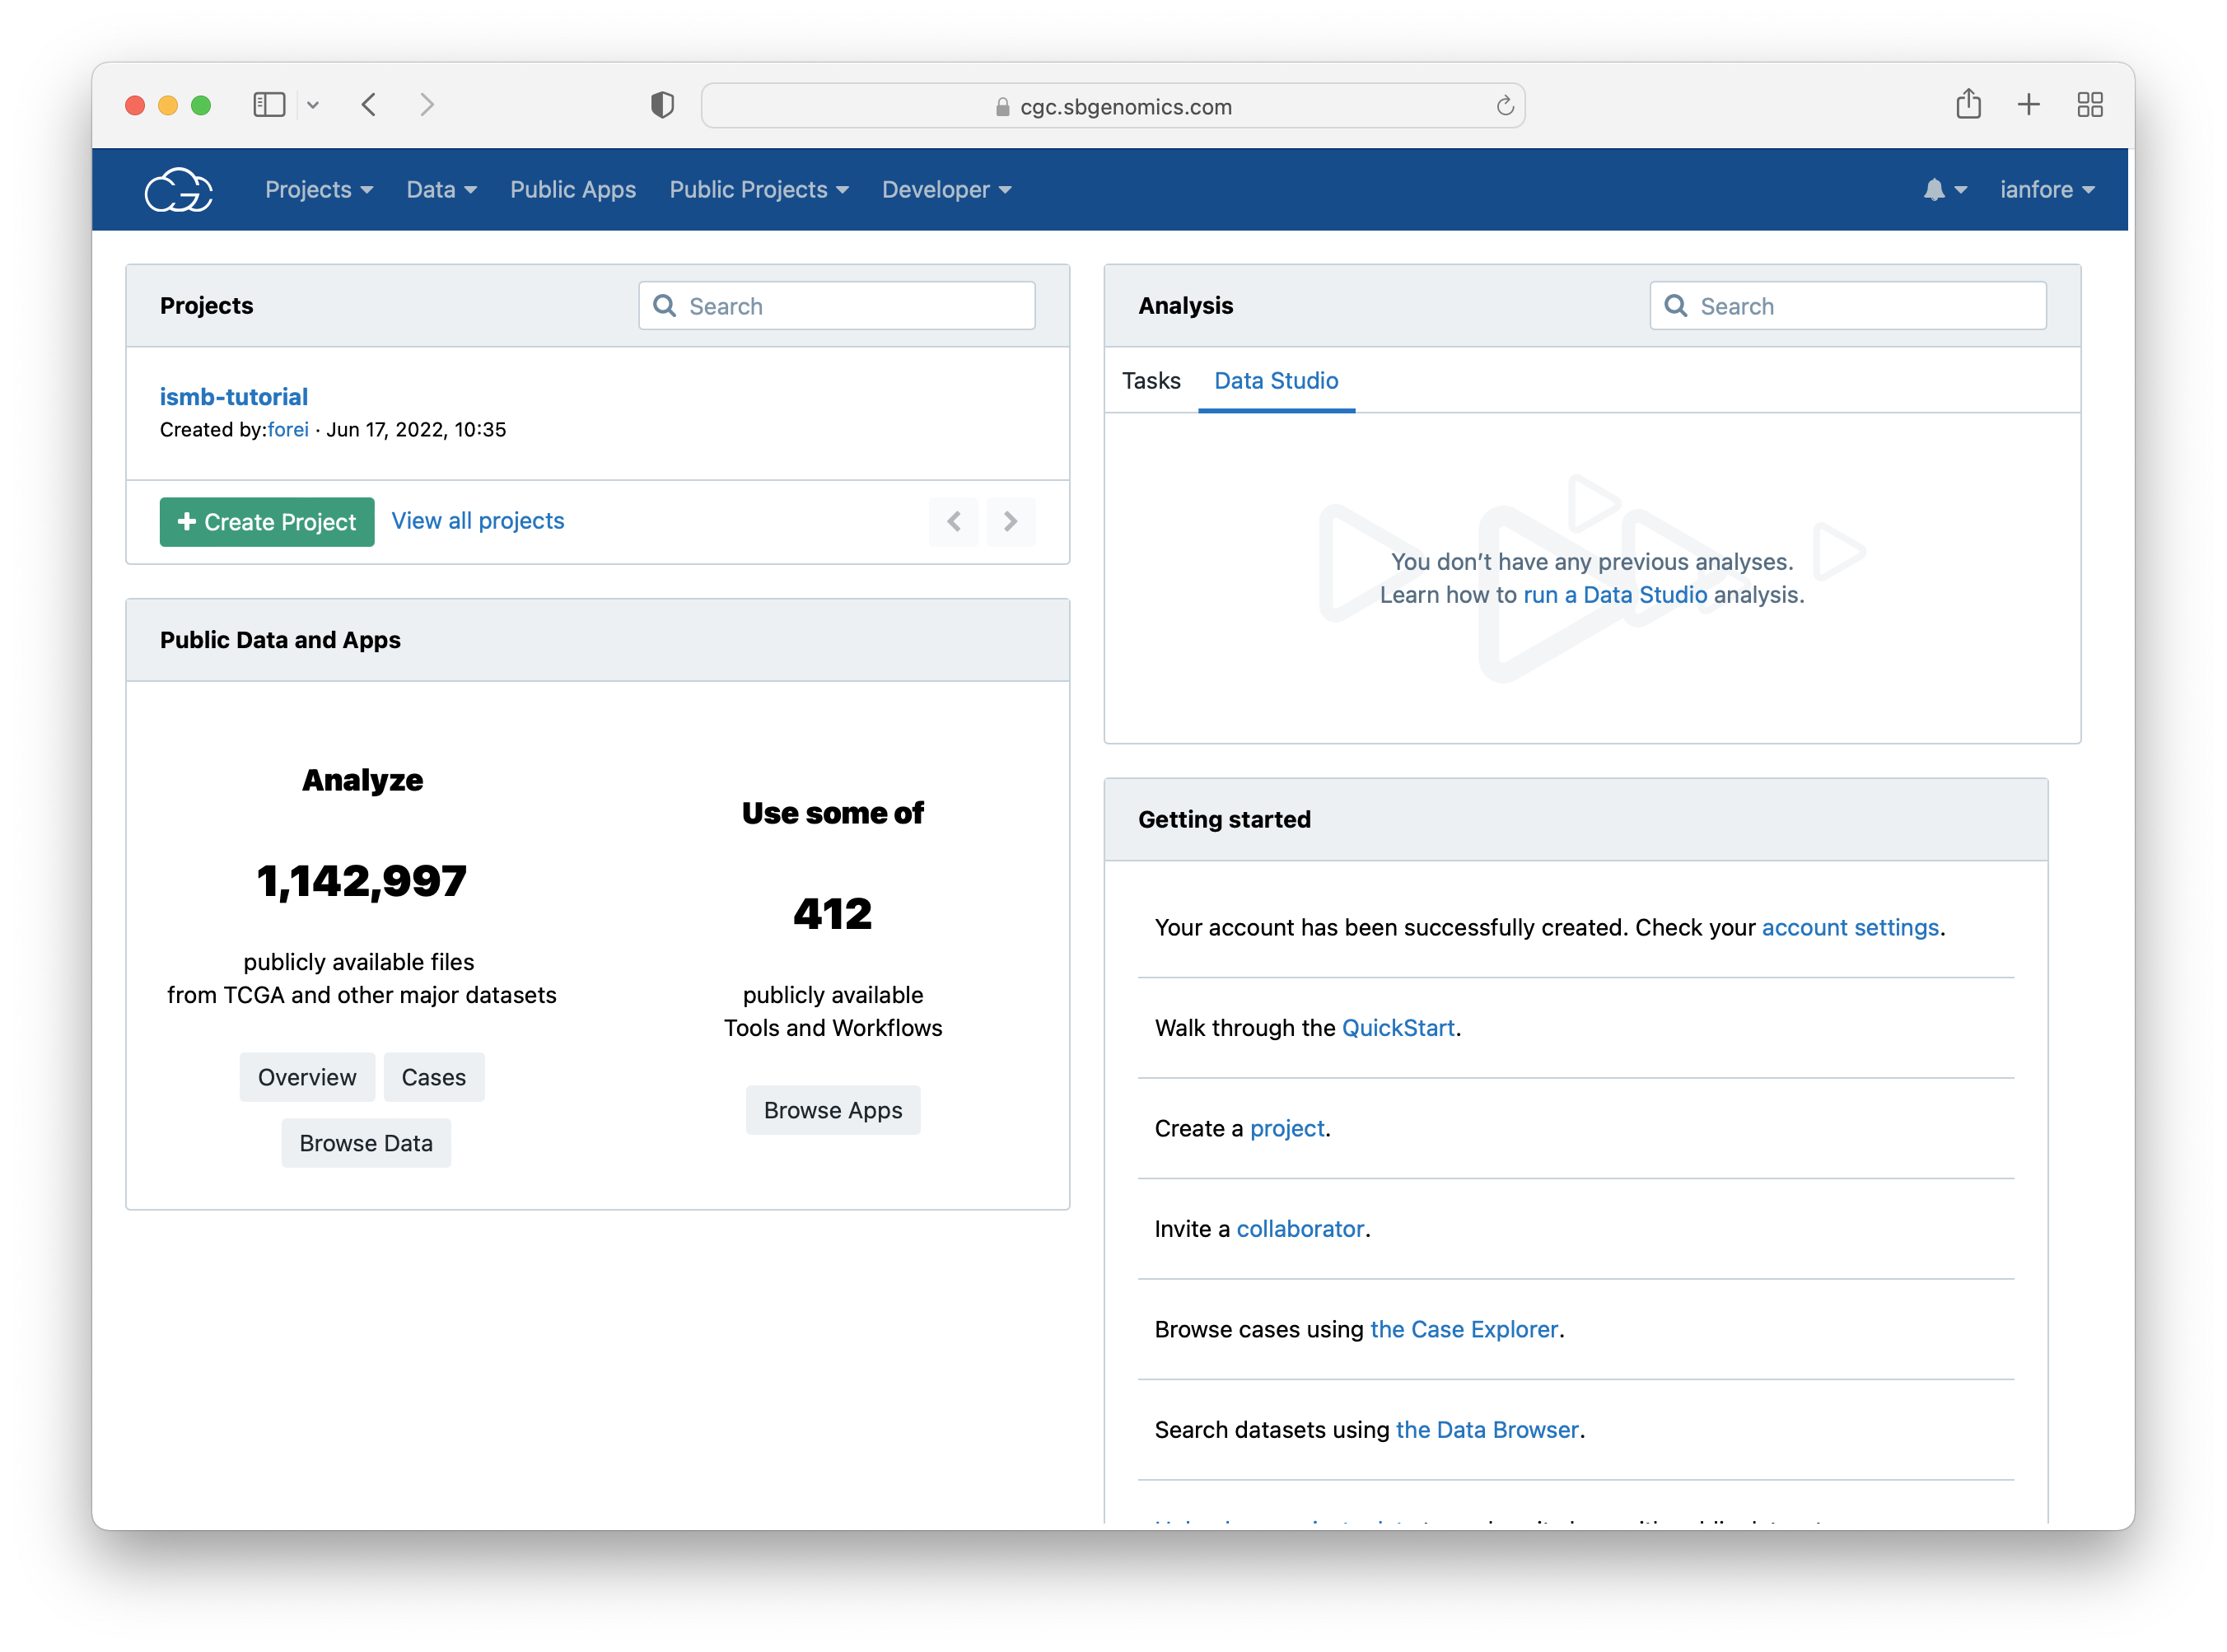 cgc.sbgenomics.com
Projects Data Public Apps Public Projects Developer ianfore
Projects
Search
ismb-tutorial
Created by:forei · Jun 17, 2022, 10:35
Create Project View all projects
Public Data and Apps
Analyze
1,142,997
publicly available files
from TCGA and other major datasets
Overview Cases
Browse Data
Use some of
412
publicly available
Tools and Workflows
Browse Apps
Analysis
Search
Tasks Data Studio
You don’t have any previous analyses.
Learn how to run a Data Studio analysis.
Getting started
Your account has been successfully created. Check your account settings.
Walk through the QuickStart.
Create a project.
Invite a collaborator.
Browse cases using the Case Explorer.
Search datasets using the Data Browser.